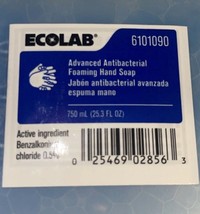 ECOLAB®
6101090
Advanced Antibacterial
Foaming Hand Soap
Jabón antibacterial avanzada
espuma mano
750 mL (25.3 FL OZ)
Active ingredient
Benzalkonium
chloride 0.5%
0 25469 02856 3